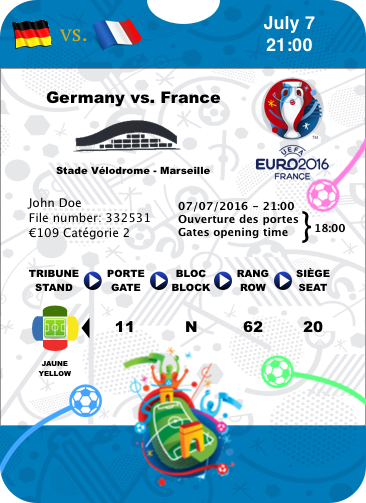 vs.
July 7
21:00
Germany vs. France
Stade Vélodrome - Marseille
TM
UEFA
EURO2016
FRANCE
John Doe
File number: 332531
€109 Catégorie 2
07/07/2016 - 21:00
Ouverture des portes
Gates opening time
} 18:00
TRIBUNE PORTE BLOC RANG SIÈGE
STAND GATE BLOCK ROW SEAT
11 N 62 20
JAUNE
YELLOW